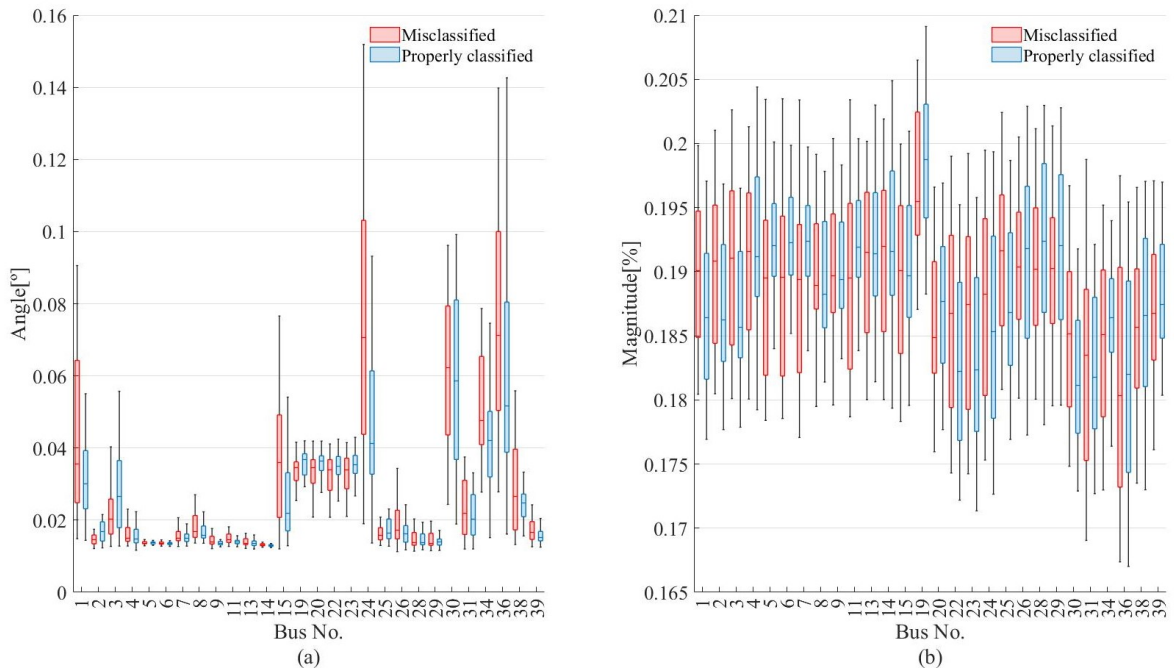 0.16
0.14
0.12
0.1
0.08
0.06
0.04
0.02
0
Angle[º]
Misclassified
Properly classified
1 2 3 4 5 6 7 8 9 11 13 14 15 19 20 22 23 24 25 26 28 29 30 31 34 36 38 39
Bus No.
(a)
0.21
0.205
0.2
0.195
0.19
0.185
0.18
0.175
0.17
0.165
Magnitude[%]
Misclassified
Properly classified
1 2 3 4 5 6 7 8 9 11 13 14 15 19 20 22 23 24 25 26 28 29 30 31 34 36 38 39
Bus No.
(b)